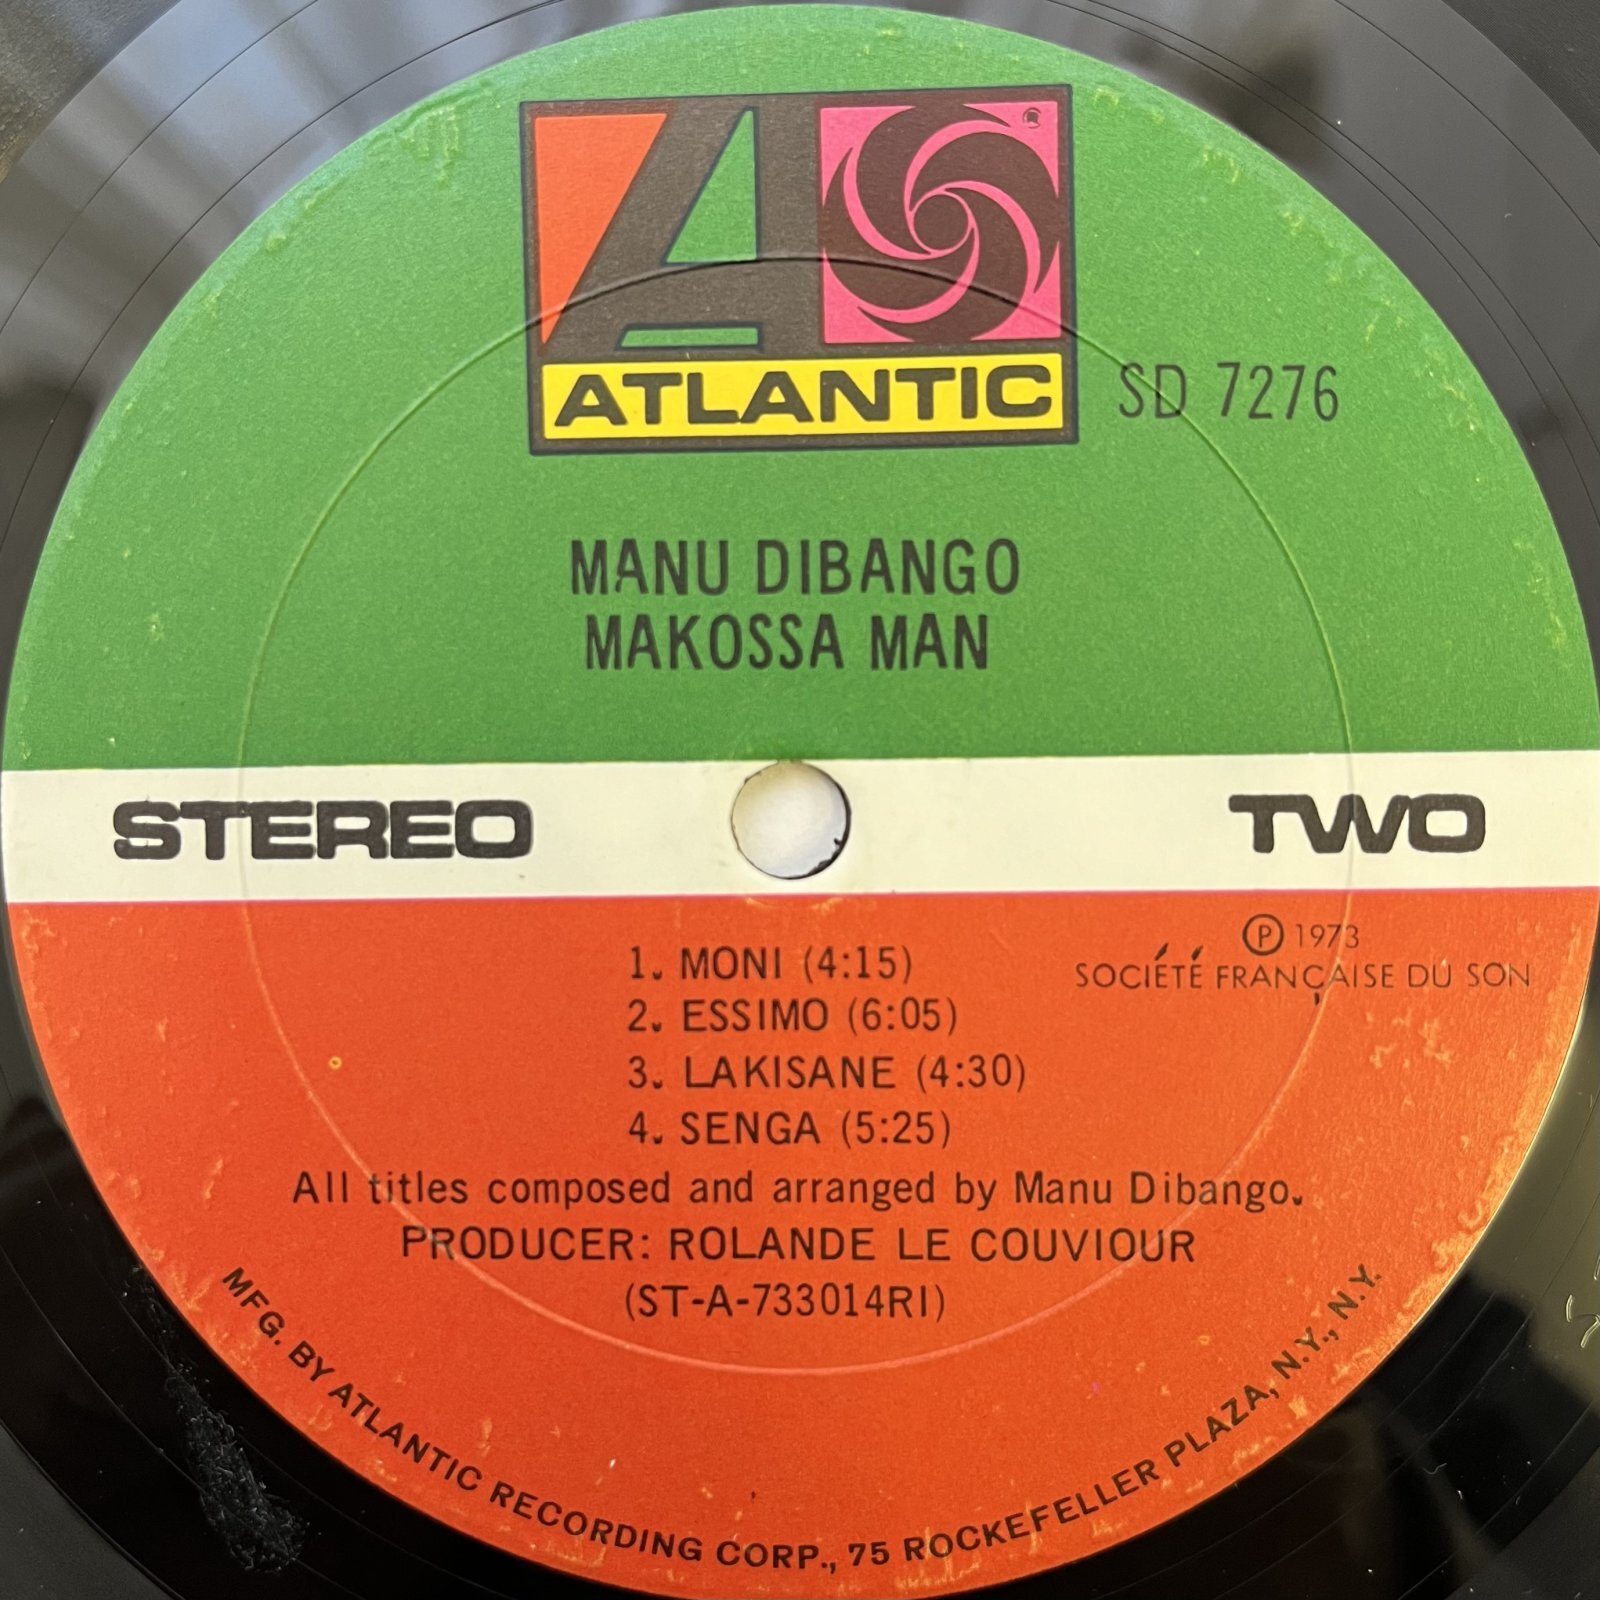 A
®
ATLANTIC
SD 7276
MANU DIBANGO
MAKOSSA MAN
STEREO
TWO
℗ 1973
SOCIÉTÉ FRANÇAISE DU SON
1. MONI (4:15)
2. ESSIMO (6:05)
3. LAKISANE (4:30)
4. SENGA (5:25)
All titles composed and arranged by Manu Dibango.
PRODUCER: ROLANDE LE COUVIOUR
(ST-A-733014RI)
MFG. BY ATLANTIC RECORDING CORP., 75 ROCKEFELLER PLAZA, N.Y., N.Y.